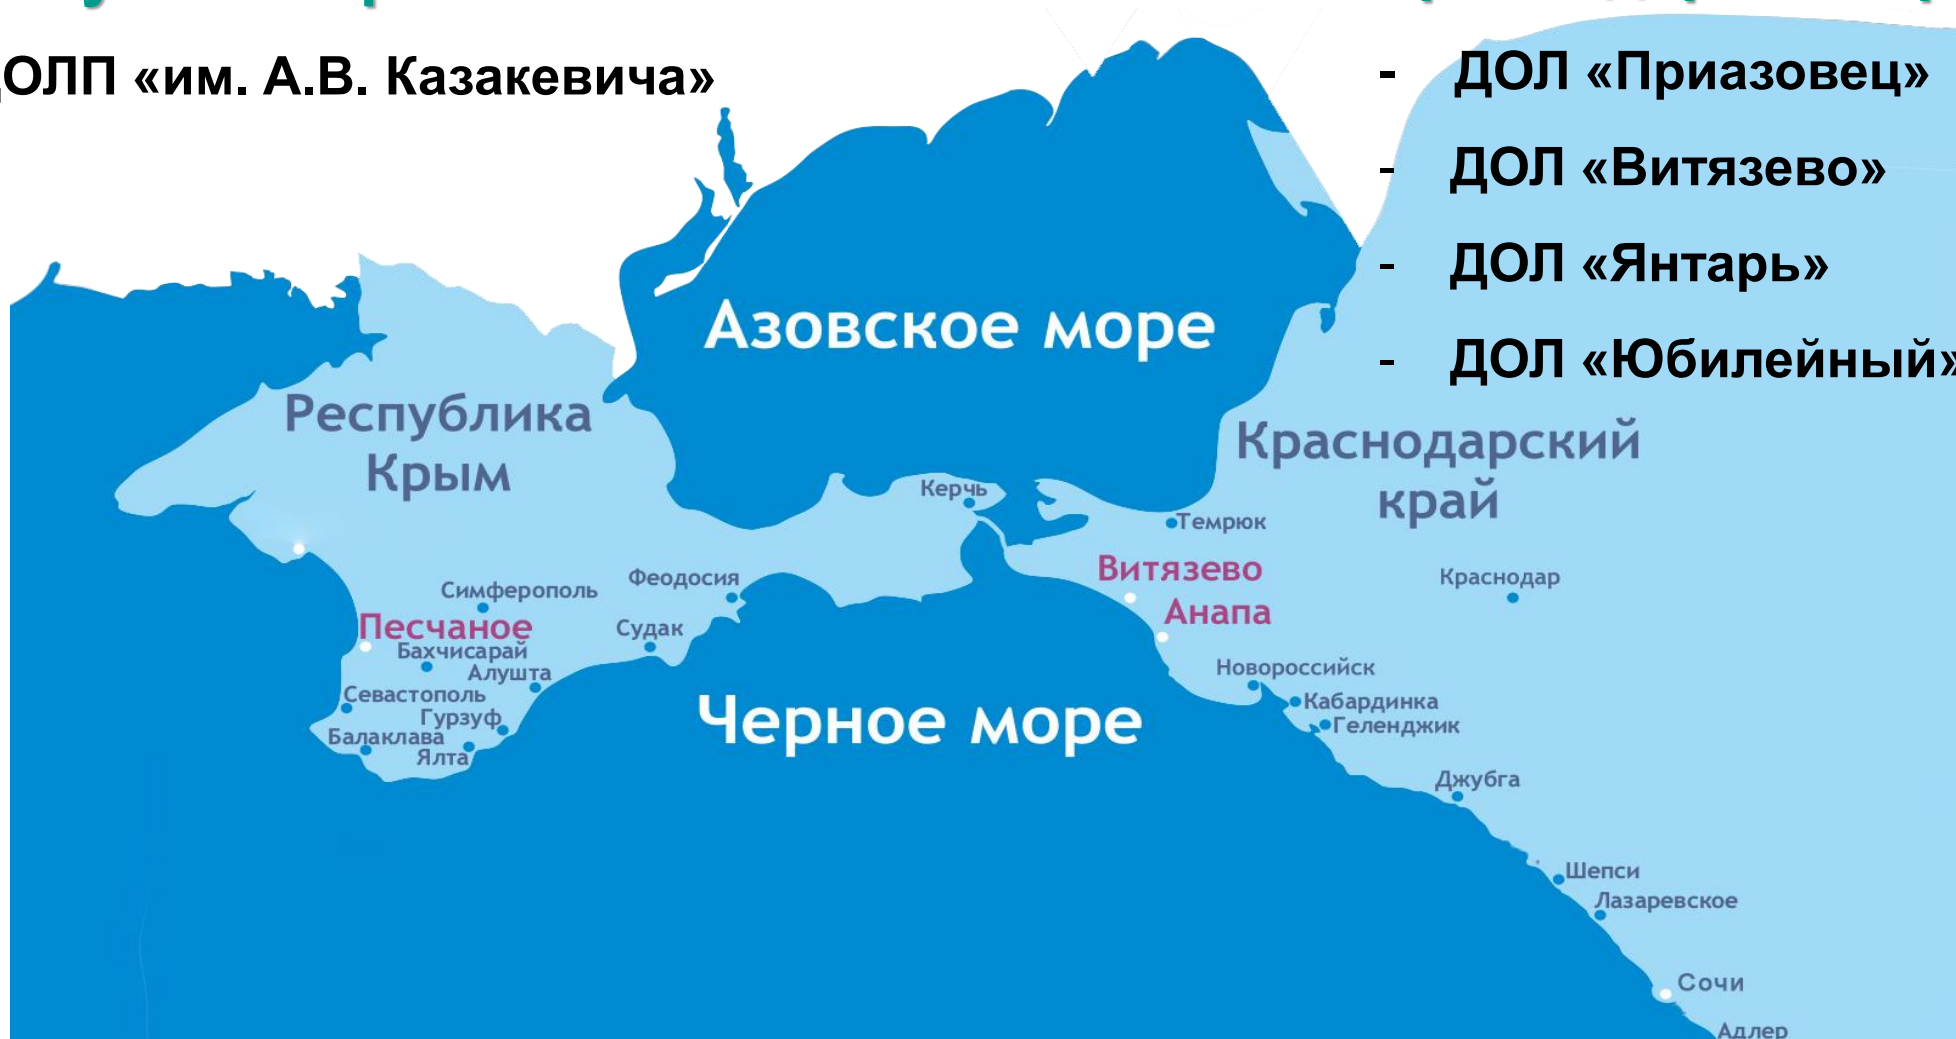 ДОЛП «им. А.В. Казакевича»
- ДОЛ «Приазовец»
- ДОЛ «Витязево»
- ДОЛ «Янтарь»
- ДОЛ «Юбилейный»
Азовское море
Республика
Крым
Краснодарский
край
Керчь
Темрюк
Витязево
Анапа
Феодосия
Симферополь
Краснодар
Песчаное
Судак
Бахчисарай
Алушта
Севастополь
Гурзуф
Балаклава
Ялта
Черное море
Новороссийск
Кабардинка
Геленджик
Джубга
Шепси
Лазаревское
Сочи
Адлер